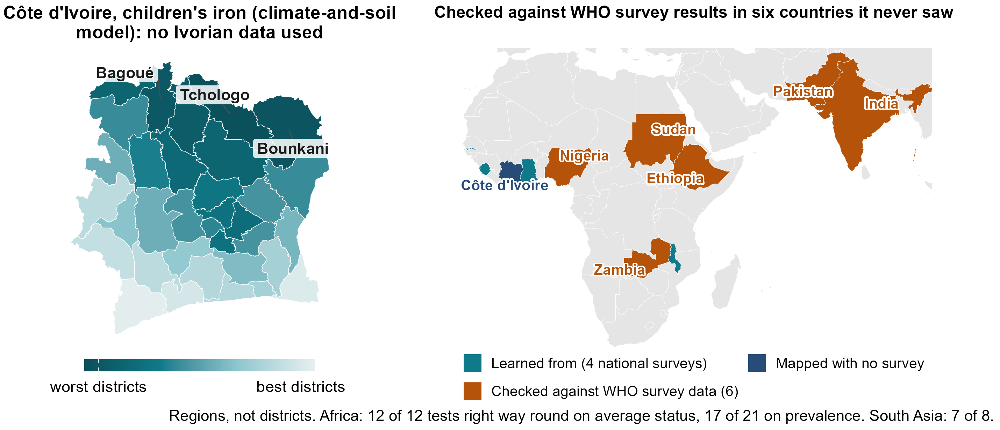 Côte d'Ivoire, children's iron (climate-and-soil
model): no Ivorian data used
Bagoué
Tchologo
Bounkani
worst districts
best districts
Checked against WHO survey results in six countries it never saw
Pakistan
India
Sudan
Nigeria
Ethiopia
Côte d'Ivoire
Zambia
Learned from (4 national surveys)
Mapped with no survey
Checked against WHO survey data (6)
Regions, not districts. Africa: 12 of 12 tests right way round on average status, 17 of 21 on prevalence. South Asia: 7 of 8.